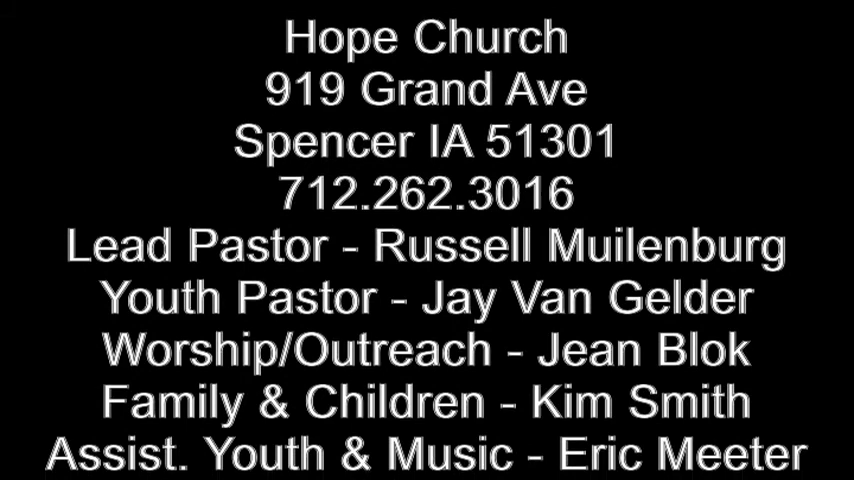 Hope Church
919 Grand Ave
Spencer IA 51301
712.262.3016
Lead Pastor - Russell Muilenburg
Youth Pastor - Jay Van Gelder
Worship/Outreach - Jean Blok
Family & Children - Kim Smith
Assist. Youth & Music - Eric Meeter